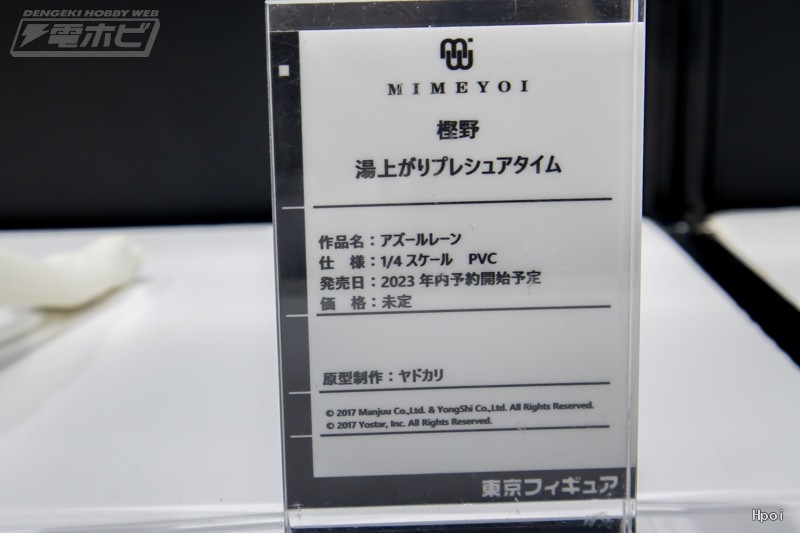 DENGEKI HOBBY WEB
電ホビ
MIMEYOI
樫野
湯上がりプレシュアタイム
作品名：アズールレーン
仕　様：1/4 スケール　PVC
発売日：2023 年内予約開始予定
価　格：未定
原型制作：ヤドカリ
© 2017 Manjuu Co.,Ltd. & YongShi Co.,Ltd. All Rights Reserved.
© 2017 Yostar, Inc. All Rights Reserved.
東京フィギュア
Hpoi